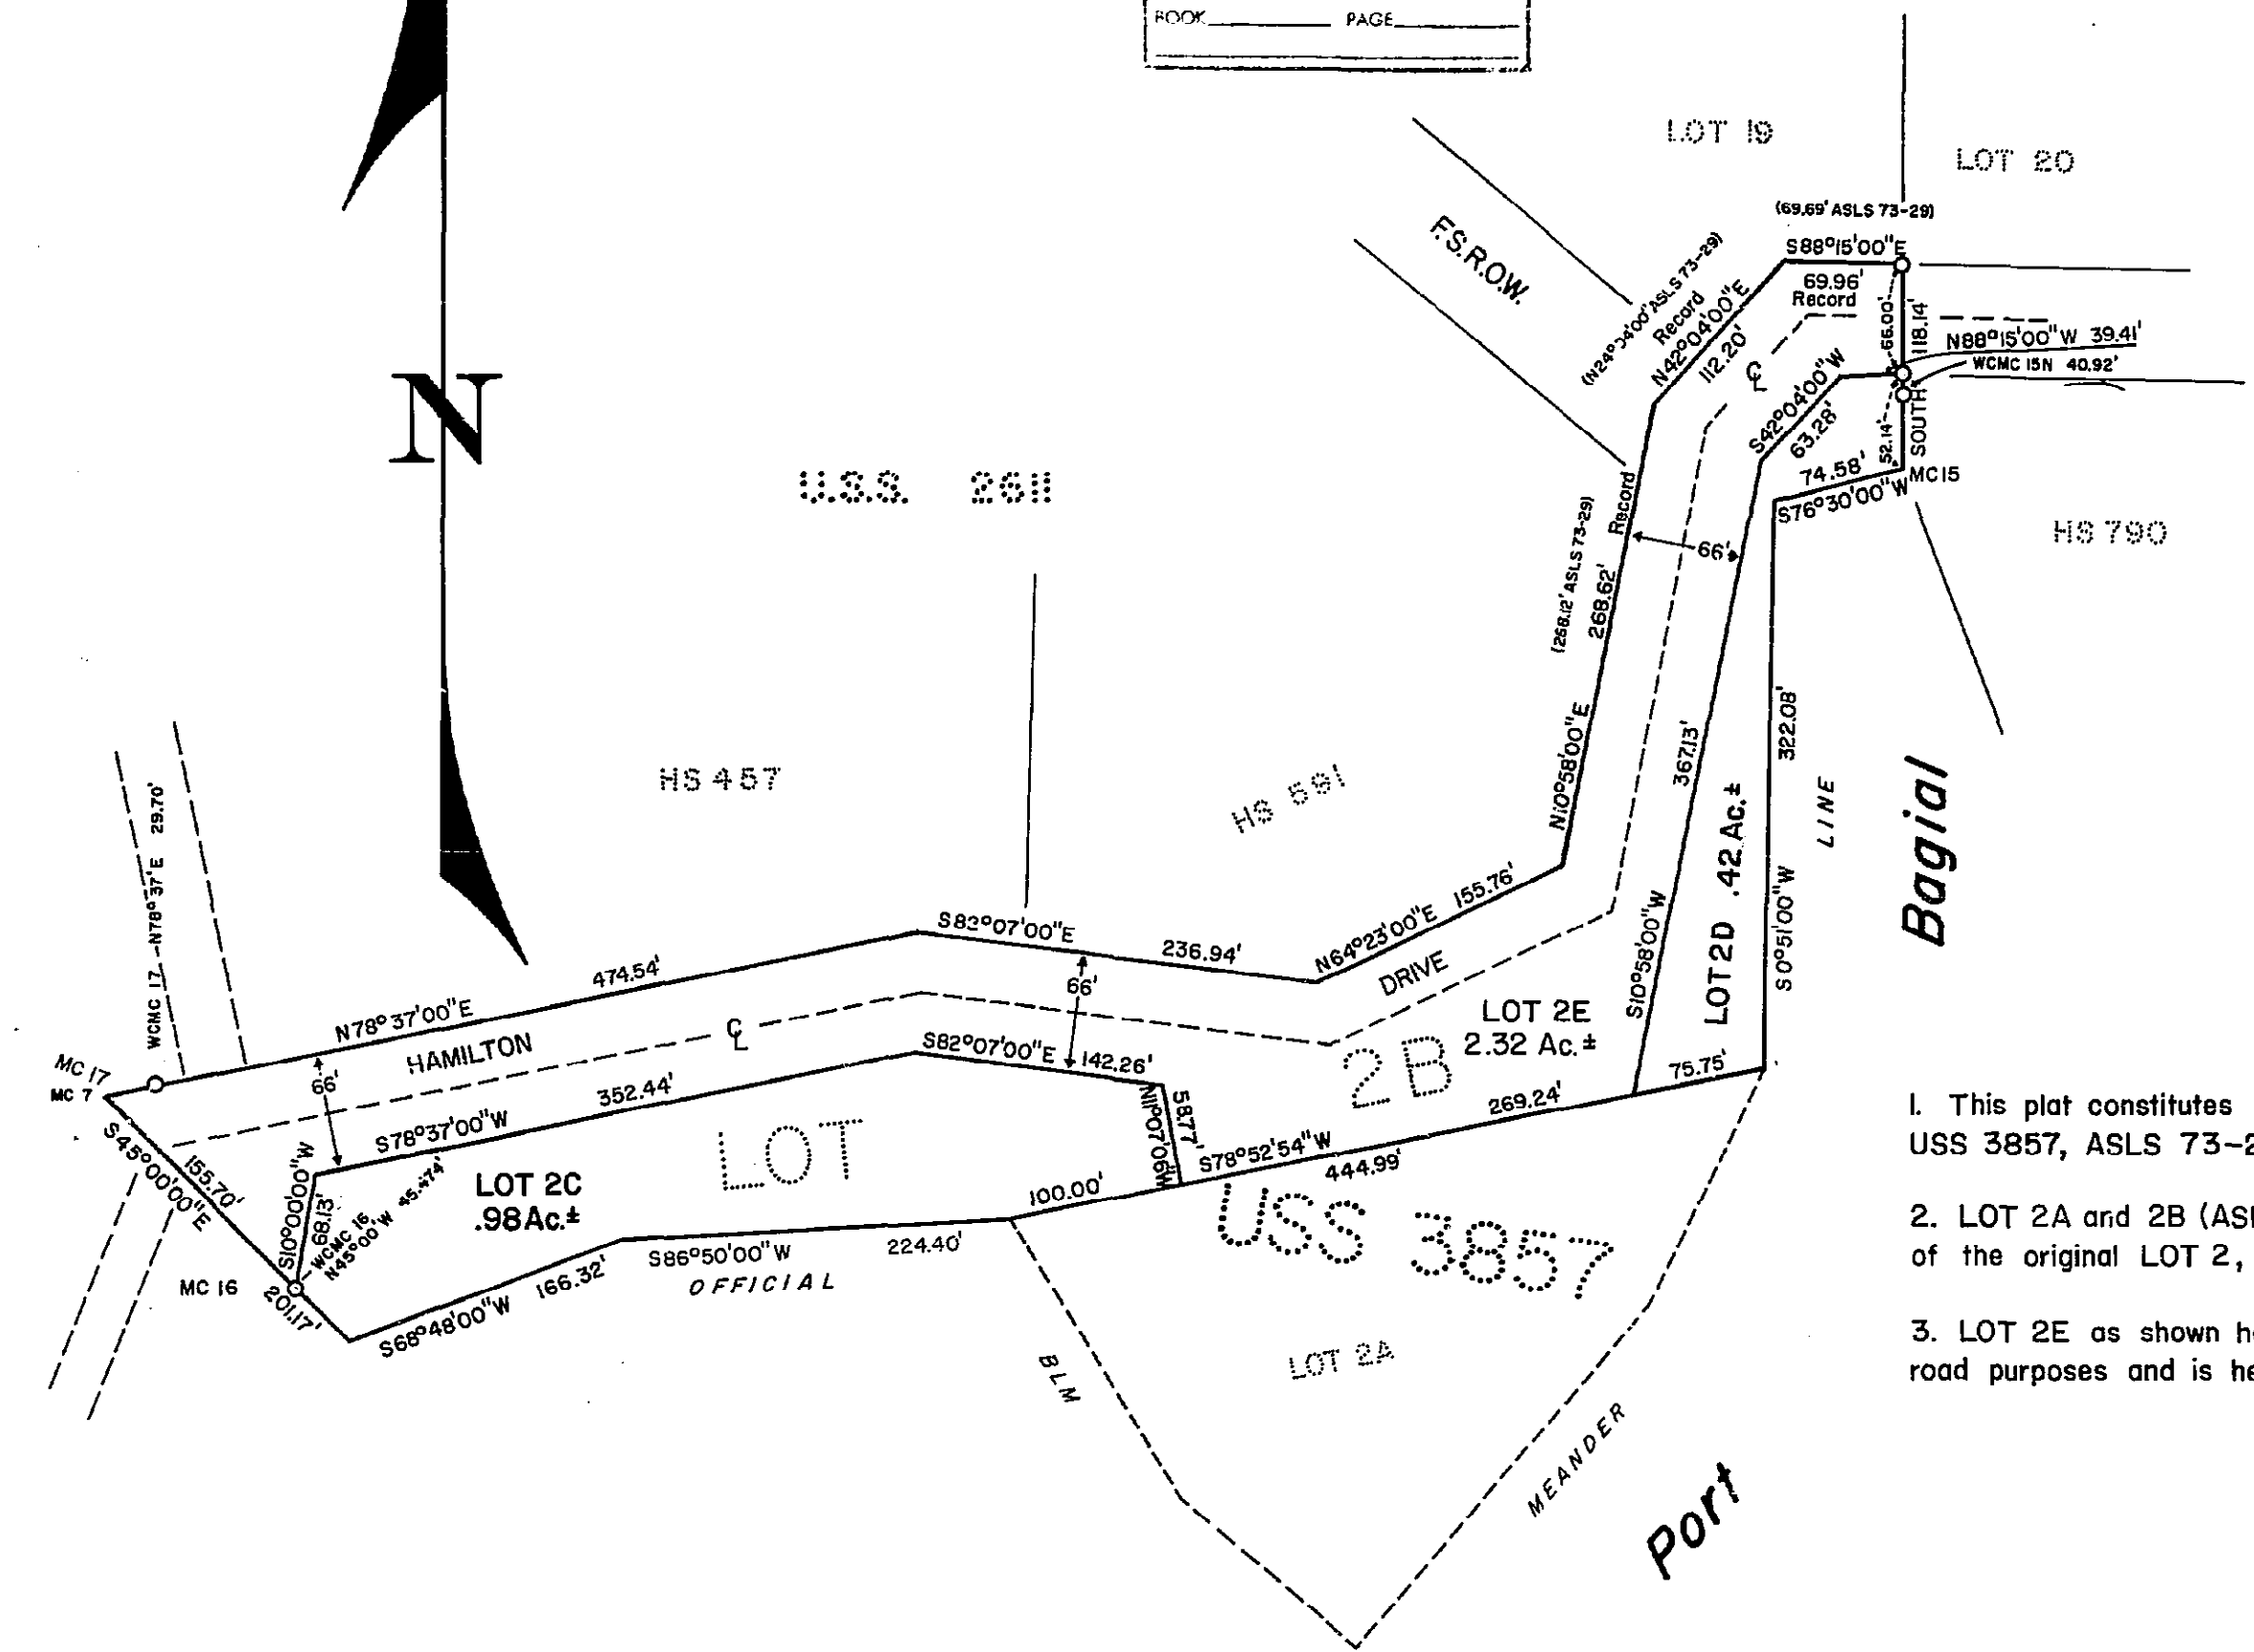 BOOK PAGE
LOT 19
LOT 20
(69.69' ASLS 73-29)
S88°15'00"E
69.96'
Record
F.S.R.O.W.
(N24°04'00" ASLS 73-29)
Record
N42°04'00"E
112.20'
℄
66.00'
118.14'
N88°15'00"W 39.41'
WCMC 15N 40.92'
S42°04'00"W
63.28'
52.14'
SOUTH
74.58'
MC15
S76°30'00"W
HS 790
N
U.S.S. 2611
Record
(268.12' ASLS 73-29)
268.62'
66'
N10°58'00"E
367.13'
322.08'
LINE
Bagial
HS 457
HS 591
WCMC 17 -N78°37'E 29.70'
LOT 2D .42 Ac.±
S0°51'00"W
S10°58'00"W
S82°07'00"E
236.94'
N64°23'00"E 155.76'
474.54'
N78°37'00"E
66'
DRIVE
LOT 2E
2.32 Ac.±
HAMILTON
℄
S82°07'00"E
142.26'
2B
75.75'
MC 17
MC 7
66'
352.44'
S78°37'00"W
58.77'
N11°07'06"W
269.24'
S78°52'54"W
444.99'
S45°00'00"E
155.70'
S10°00'00"W
68.13'
WCMC 16
N45°00'W 45.474'
LOT 2C
.98Ac.±
LOT
100.00'
USS 3857
MC 16
201.17'
S68°48'00"W
166.32'
S86°50'00"W
224.40'
OFFICIAL
BLM
LOT 2A
MEANDER
Port
1. This plat constitutes
USS 3857, ASLS 73-2
2. LOT 2A and 2B (ASL
of the original LOT 2,
3. LOT 2E as shown he
road purposes and is he